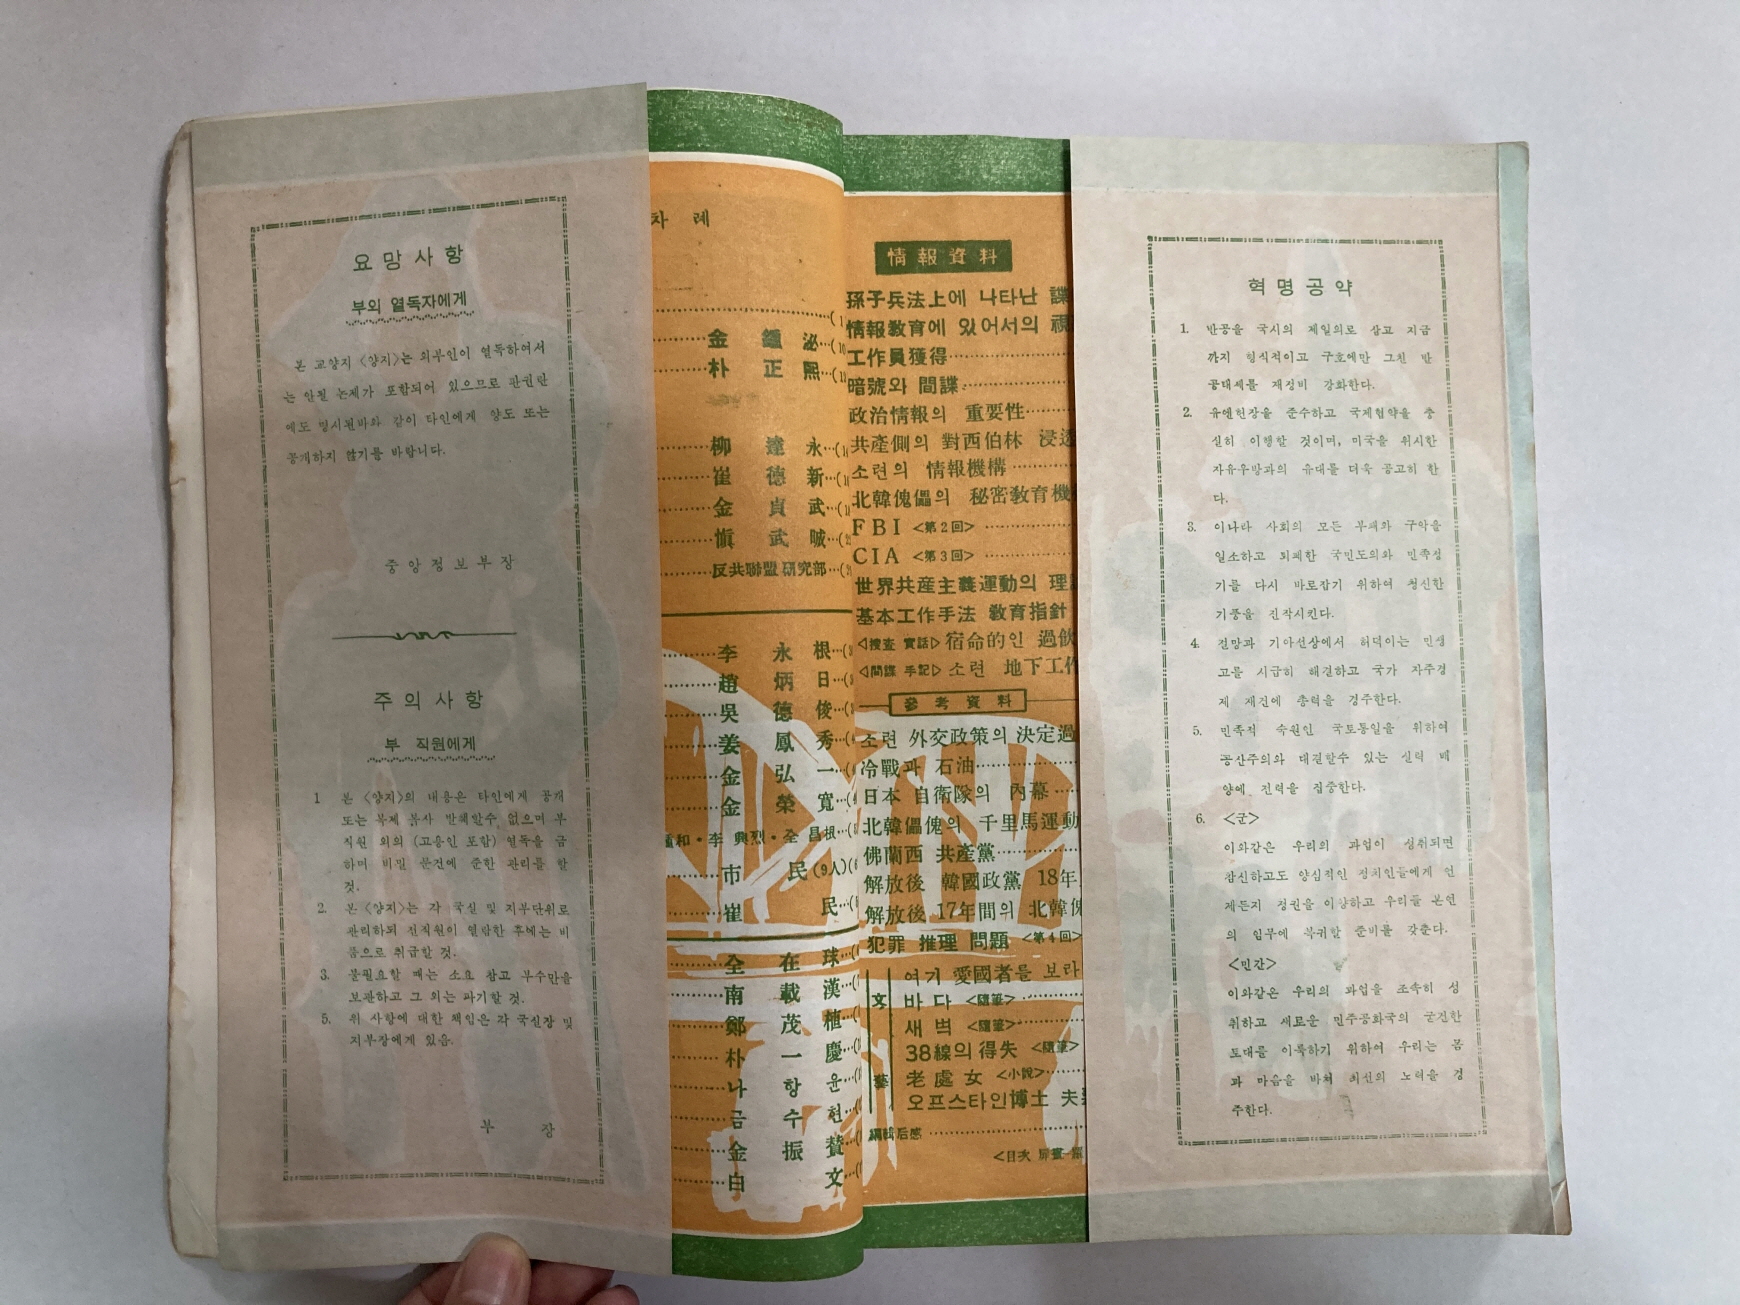 요망사항
부외 열독자에게
본 교양지 <양지>는 외부인이 열독하여서
는 안될 논제가 포함되어 있으므로 판권란
에도 명시된바와 같이 타인에게 양도 또는
공개하지 않기를 바랍니다.
중앙정보부장
주의사항
부 직원에게
1 본 <양지>의 내용은 타인에게 공개
또는 복제 복사 발췌할수 없으며 부
직원 외의 (고용인 포함) 열독을 금
하며 비밀 문건에 준한 관리를 할
것.
2. 본 <양지>는 각 국실 및 지부단위로
관리하되 전직원이 열람한 후에는 비
품으로 취급할 것.
3. 불필요할 때는 소요 참고 부수만을
보관하고 그 외는 파기할 것.
5. 위 사항에 대한 책임은 각 국실장 및
지부장에게 있음.
부 장
차 례
金 鍾 泌
朴 正 熙
柳 達 永
崔 德 新
金 貞 武
愼 武 晠
反共聯盟 研究部
李 永 根
趙 炳 日
吳 德 俊
姜 鳳 秀
金 弘 一
金 榮 寬
和・李 興烈・全 昌根
市 民(9人)
崔 民
全 在 球
南 載 漢
鄭 茂 植
朴 一 慶
나 항 윤
금 수 현
金 振 贊
白 文
情報資料
孫子兵法上에 나타난 諜
情報敎育에 있어서의 視
工作員獲得
暗號와 間諜
政治情報의 重要性
共產側의 對西伯林 浸透
소련의 情報機構
北韓傀儡의 秘密敎育機
FBI <第2回>
CIA <第3回>
世界共産主義運動의 理
基本工作手法 敎育指針
<搜査 實話> 宿命的인 過飮
<間諜 手記> 소련 地下工作
參考資料
소련 外交政策의 決定過
冷戰과 石油
日本 自衛隊의 內幕
北韓傀儡의 千里馬運動
佛蘭西 共產黨
解放後 韓國政黨 18年
解放後 17年間의 北韓傀
犯罪 推理 問題 <第4回>
文藝
여기 愛國者를 보라
바다 <隨筆>
새벽 <隨筆>
38線의 得失 <隨筆>
老處女 <小說>
오프스타인博士 夫
編輯后感
<目次 扉畫
혁명공약
1. 반공을 국시의 제일의로 삼고 지금
까지 형식적이고 구호에만 그친 반
공태세를 재정비 강화한다.
2. 유엔헌장을 준수하고 국제협약을 충
실히 이행할 것이며, 미국을 위시한
자유우방과의 유대를 더욱 공고히 한
다.
3. 이나라 사회의 모든 부패와 구악을
일소하고 퇴폐한 국민도의와 민족정
기를 다시 바로잡기 위하여 청신한
기풍을 진작시킨다.
4. 절망과 기아선상에서 허덕이는 민생
고를 시급히 해결하고 국가 자주경
제 재건에 총력을 경주한다.
5. 민족적 숙원인 국토통일을 위하여
공산주의와 대결할수 있는 실력 배
양에 전력을 집중한다.
6. <군>
이와같은 우리의 과업이 성취되면
참신하고도 양심적인 정치인들에게 언
제든지 정권을 이양하고 우리들 본연
의 임무에 복귀할 준비를 갖춘다.
<민간>
이와같은 우리의 과업을 조속히 성
취하고 새로운 민주공화국의 굳건한
토대를 이룩하기 위하여 우리는 몸
과 마음을 바쳐 최선의 노력을 경
주한다.